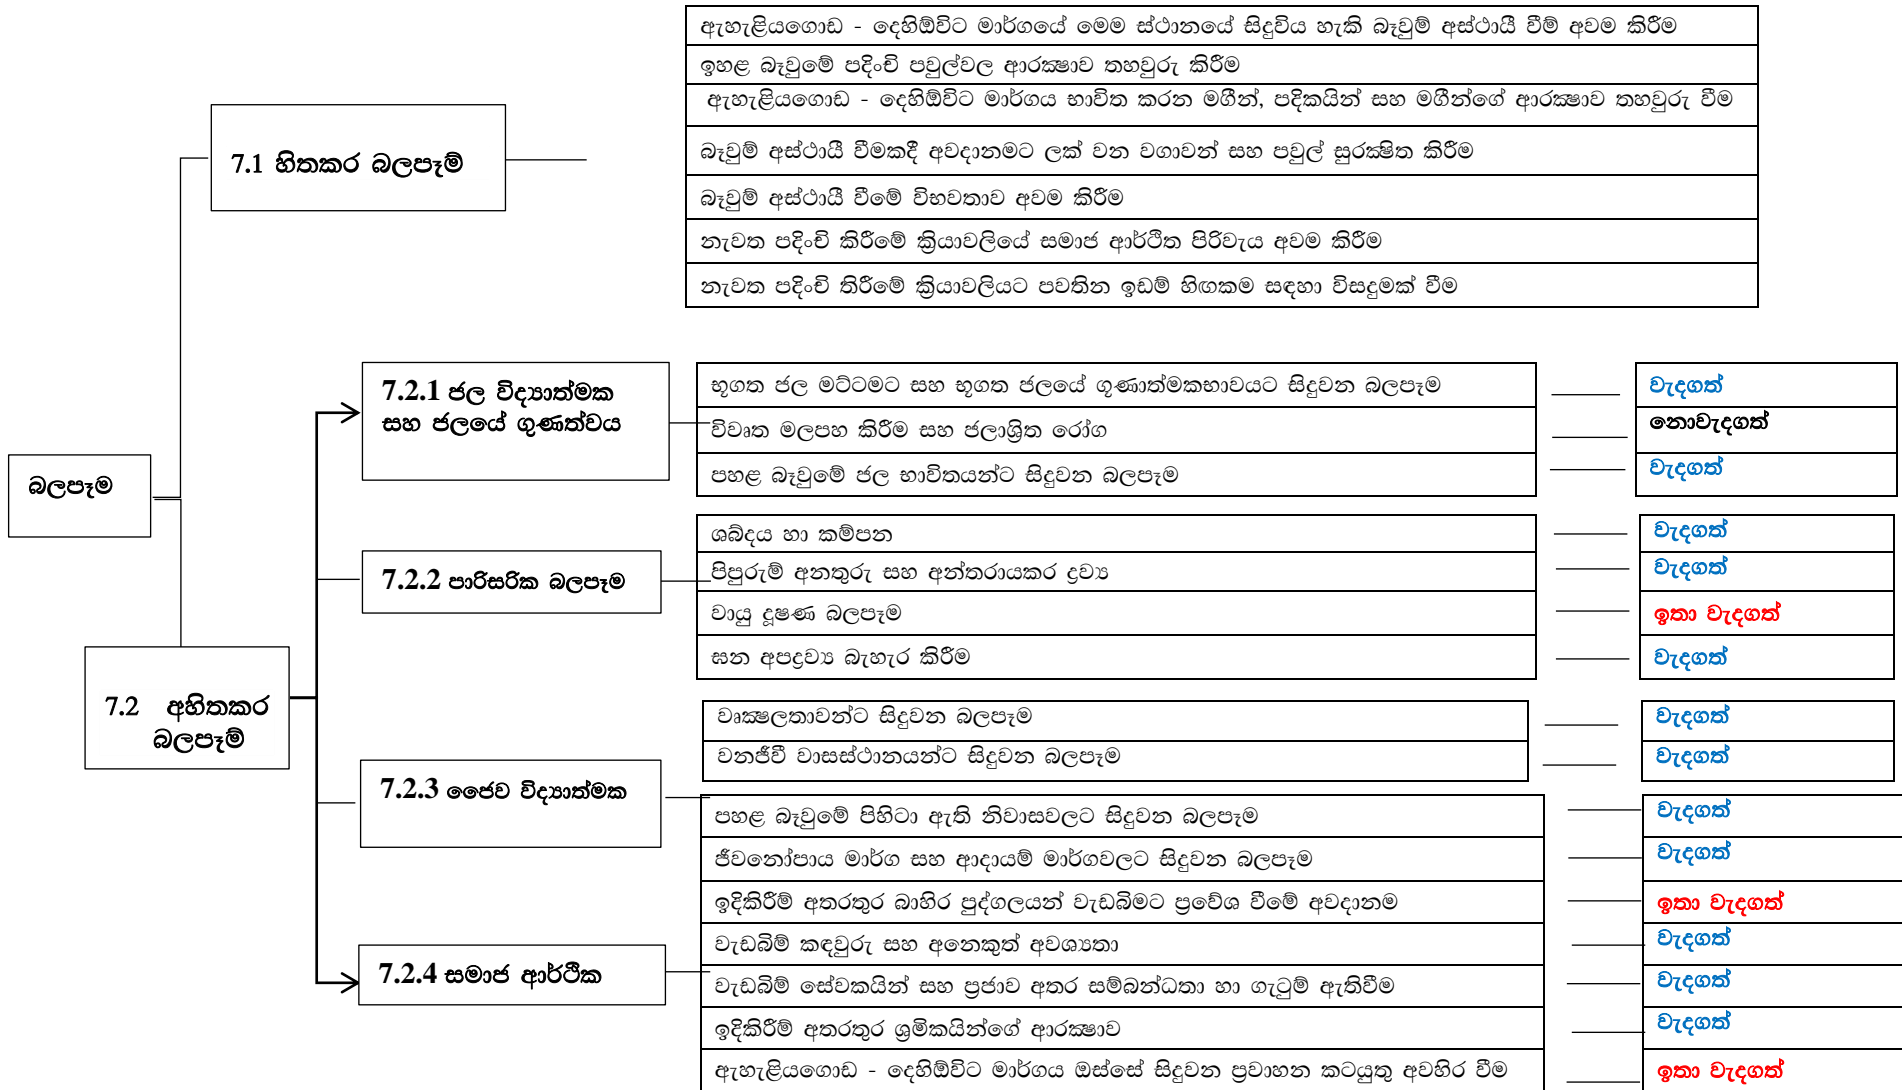 ඇහැළියගොඩ - දෙහිඕවිට මාර්ගයේ මෙම ස්ථානයේ සිදුවිය හැකි බෑවුම් අස්ථායී වීම් අවම කිරීම
ඉහළ බෑවුමේ පදිංචි පවුල්වල ආරක්‍ෂාව තහවුරු කිරීම
ඇහැළියගොඩ - දෙහිඕවිට මාර්ගය භාවිත කරන මගීන්, පදිකයින් සහ මගීන්ගේ ආරක්‍ෂාව තහවුරු වීම
7.1 හිතකර බලපෑම්
බෑවුම් අස්ථායී වීමකදී අවදානමට ලක් වන වගාවන් සහ පවුල් සුරක්‍ෂිත කිරීම
බෑවුම් අස්ථායී වීමේ විභවතාව අවම කිරීම
නැවත පදිංචි කිරීමේ ක්‍රියාවලියේ සමාජ ආර්ථිත පිරිවැය අවම කිරීම
නැවත පදිංචි තිරීමේ ක්‍රියාවලියට පවතින ඉඩම් හිඟකම සඳහා විසදුමක් වීම
බලපෑම
7.2 අහිතකර
බලපෑම්
7.2.1 ජල විද්‍යාත්මක
සහ ජලයේ ගුණත්වය
භූගත ජල මට්ටමට සහ භූගත ජලයේ ගුණාත්මකභාවයට සිදුවන බලපෑම
වැදගත්
විවෘත මලපහ කිරීම සහ ජලාශ්‍රිත රෝග
නොවැදගත්
පහළ බෑවුමේ ජල භාවිතයන්ට සිදුවන බලපෑම
වැදගත්
7.2.2 පාරිසරික බලපෑම
ශබ්දය හා කම්පන
වැදගත්
පිපුරුම් අනතුරු සහ අන්තරායකර ද්‍රව්‍ය
වැදගත්
වායු දූෂණ බලපෑම
ඉතා වැදගත්
ඝන අපද්‍රව්‍ය බැහැර කිරීම
වැදගත්
7.2.3 ජෛව විද්‍යාත්මක
වෘක්‍ෂලතාවන්ට සිදුවන බලපෑම
වැදගත්
වනජීවී වාසස්ථානයන්ට සිදුවන බලපෑම
වැදගත්
7.2.4 සමාජ ආර්ථික
පහළ බෑවුමේ පිහිටා ඇති නිවාසවලට සිදුවන බලපෑම
වැදගත්
ජීවනෝපාය මාර්ග සහ ආදායම් මාර්ගවලට සිදුවන බලපෑම
වැදගත්
ඉදිකිරීම් අතරතුර බාහිර පුද්ගලයන් වැඩබිමට ප්‍රවේශ වීමේ අවදානම
ඉතා වැදගත්
වැඩබිම් කඳවුරු සහ අනෙකුත් අවශ්‍යතා
වැදගත්
වැඩබිම් සේවකයින් සහ ප්‍රජාව අතර සම්බන්ධතා හා ගැටුම් ඇතිවීම
වැදගත්
ඉදිකිරීම් අතරතුර ශ්‍රමිකයින්ගේ ආරක්‍ෂාව
වැදගත්
ඇහැළියගොඩ - දෙහිඕවිට මාර්ගය ඔස්සේ සිදුවන ප්‍රවාහන කටයුතු අවහිර වීම
ඉතා වැදගත්